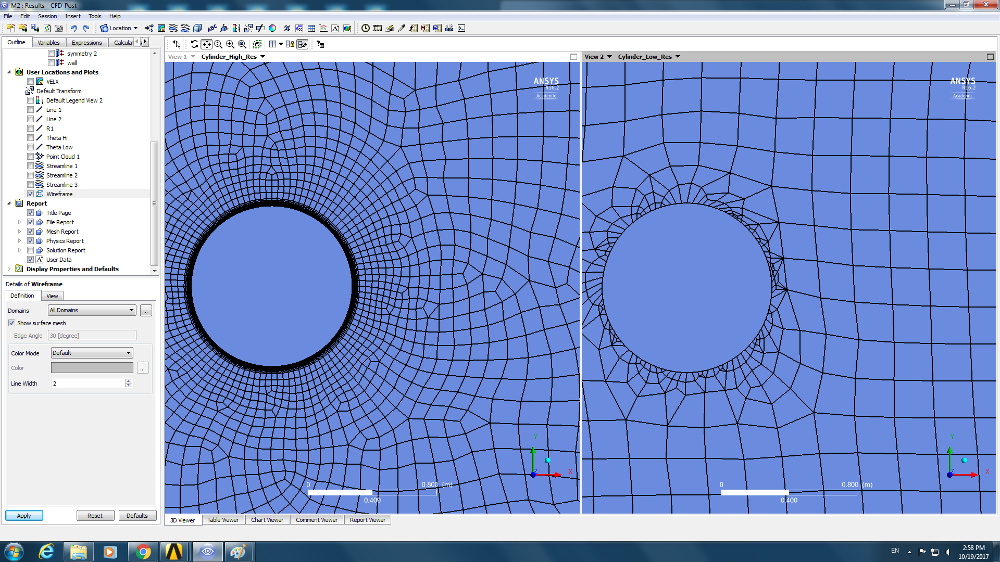 M2 : Results - CFD-Post
File Edit Session Insert Tools Help
Location
Outline Variables Expressions Calculat
symmetry 2
wall
User Locations and Plots
VELX
Default Transform
Default Legend View 2
Line 1
Line 2
R1
Theta Hi
Theta Low
Point Cloud 1
Streamline 1
Streamline 2
Streamline 3
Wireframe
Report
Title Page
File Report
Mesh Report
Physics Report
Solution Report
User Data
Display Properties and Defaults
Details of Wireframe
Definition View
Domains All Domains ...
Show surface mesh
Edge Angle 30 [degree]
Color Mode Default
Color ...
Line Width 2
Apply Reset Defaults
View 1 Cylinder_High_Res
ANSYS
R16.2
Academic
Y
X
Z
0 0.800 (m)
0.400
View 2 Cylinder_Low_Res
ANSYS
R16.2
Academic
Y
X
Z
0 0.800 (m)
0.400
3D Viewer Table Viewer Chart Viewer Comment Viewer Report Viewer
EN
2:58 PM
10/19/2017